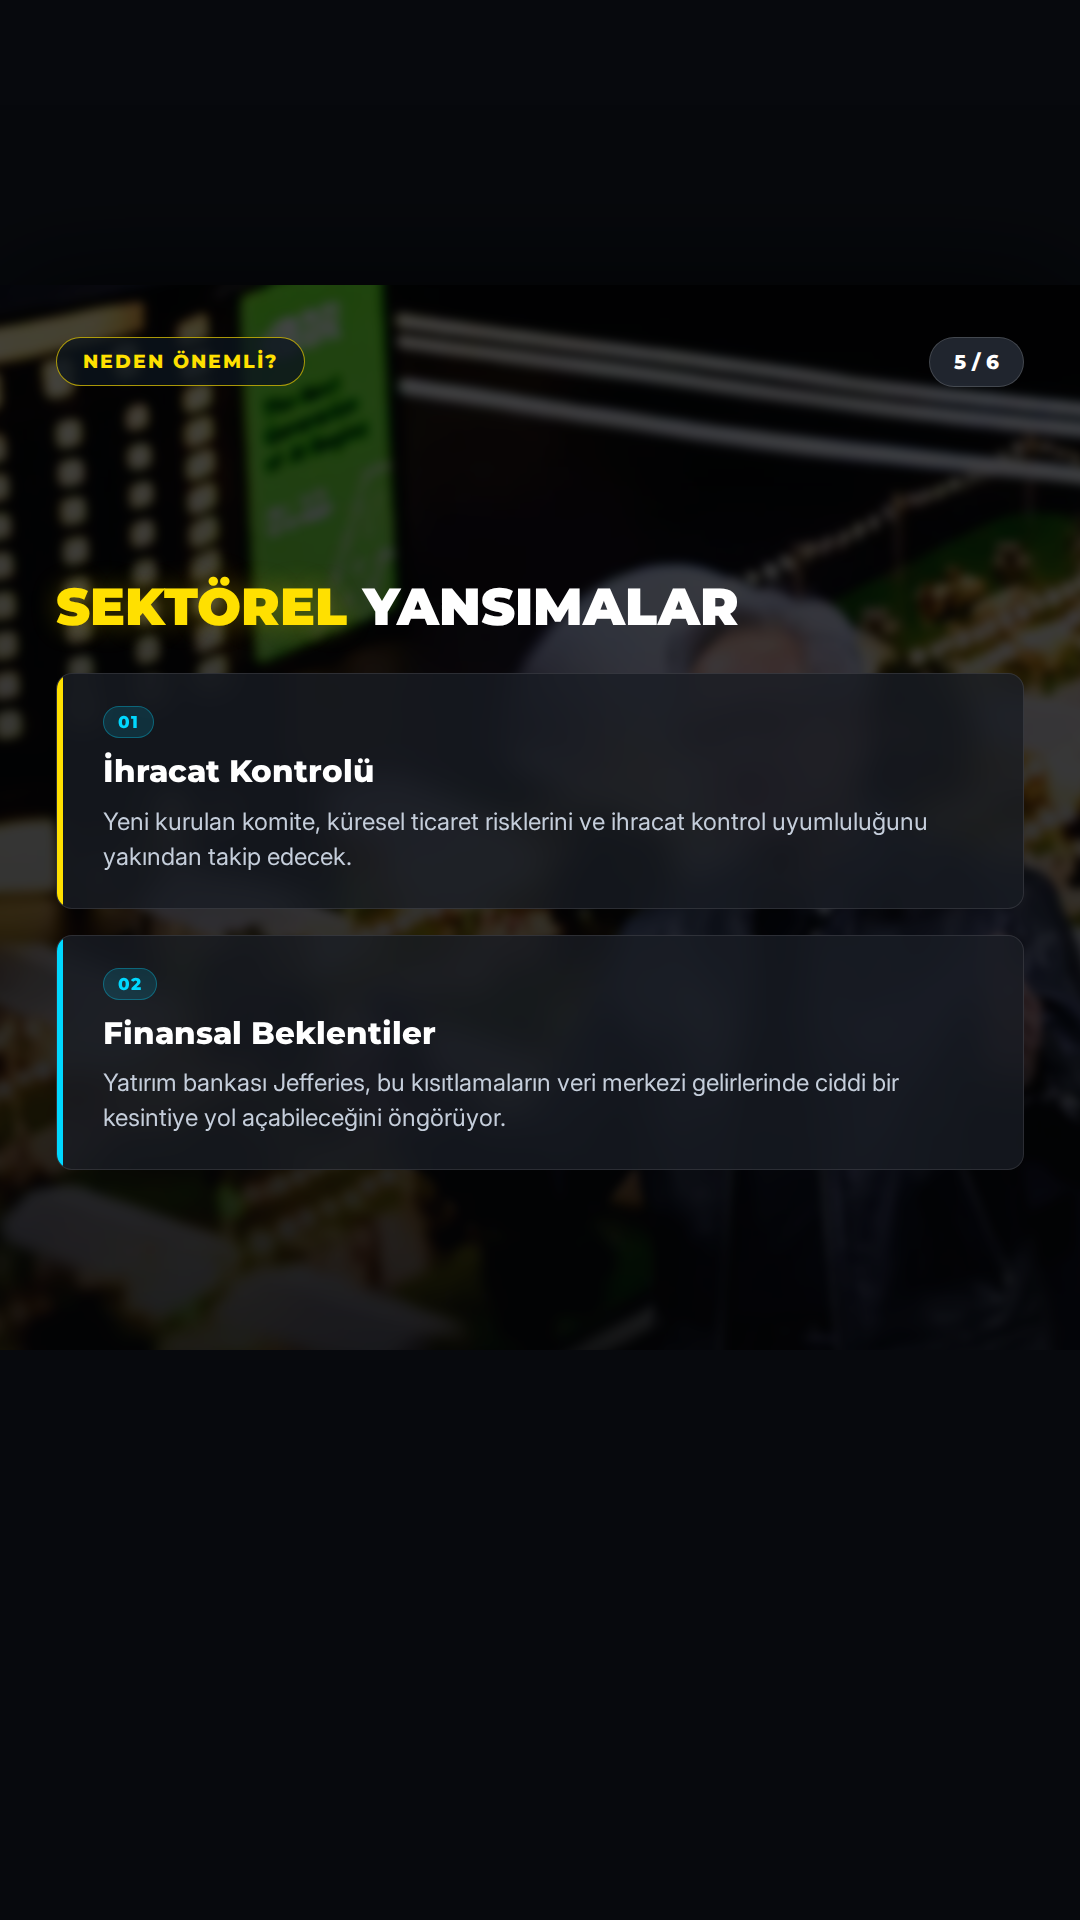 NEDEN ÖNEMLİ?
5 / 6
SEKTÖREL YANSIMALAR
01
İhracat Kontrolü
Yeni kurulan komite, küresel ticaret risklerini ve ihracat kontrol uyumluluğunu
yakından takip edecek.
02
Finansal Beklentiler
Yatırım bankası Jefferies, bu kısıtlamaların veri merkezi gelirlerinde ciddi bir
kesintiye yol açabileceğini öngörüyor.